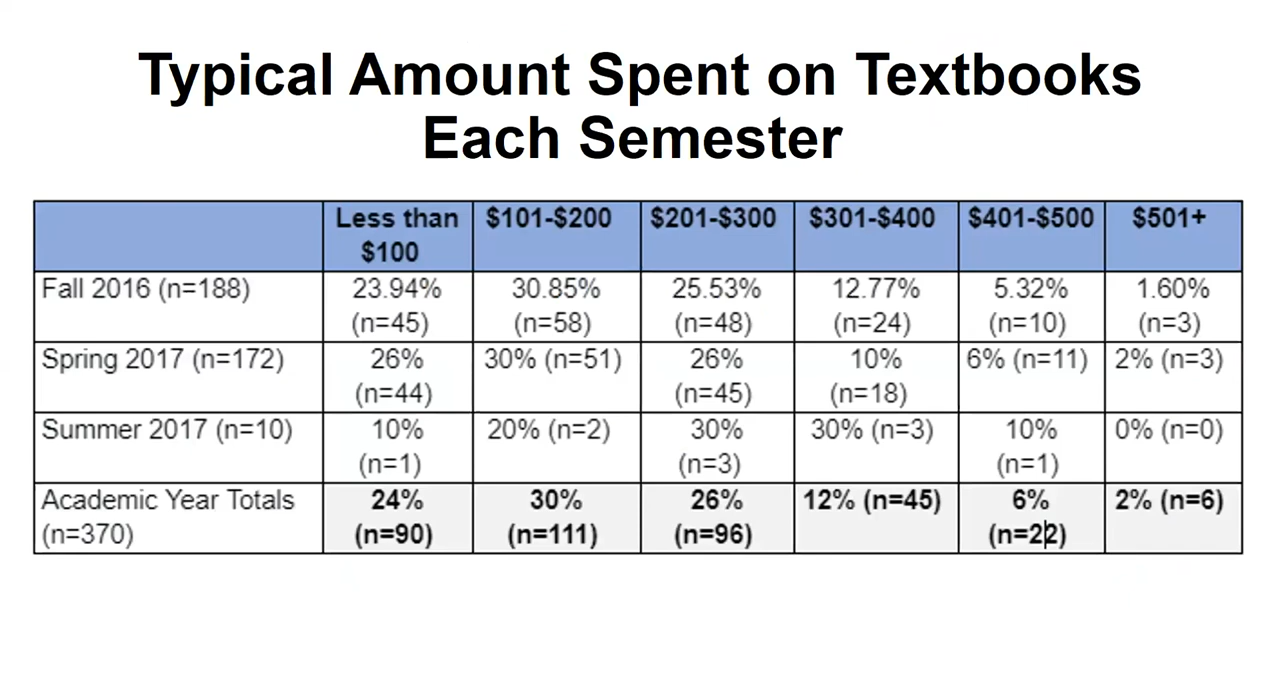 Typical Amount Spent on Textbooks
Each Semester
Less than $101-$200 $201-$300 $301-$400 $401-$500 $501+
$100
Fall 2016 (n=188) 23.94% 30.85% 25.53% 12.77% 5.32% 1.60%
(n=45) (n=58) (n=48) (n=24) (n=10) (n=3)
Spring 2017 (n=172) 26% 30% (n=51) 26% 10% 6% (n=11) 2% (n=3)
(n=44) (n=45) (n=18)
Summer 2017 (n=10) 10% 20% (n=2) 30% 30% (n=3) 10% 0% (n=0)
(n=1) (n=3) (n=1)
Academic Year Totals 24% 30% 26% 12% (n=45) 6% 2% (n=6)
(n=370) (n=90) (n=111) (n=96) (n=22)